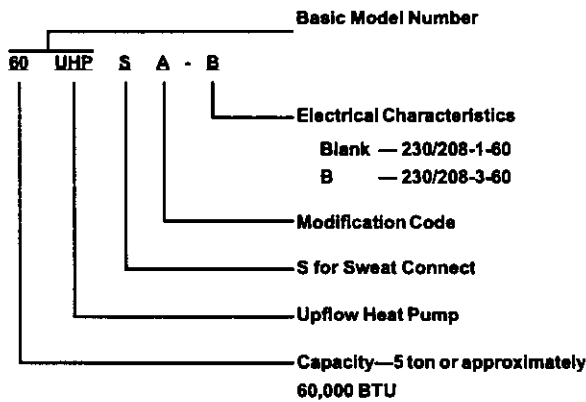 Basic Model Number
60 UHP S A - B
Electrical Characteristics
Blank — 230/208-1-60
B — 230/208-3-60
Modification Code
S for Sweat Connect
Upflow Heat Pump
Capacity—5 ton or approximately
60,000 BTU